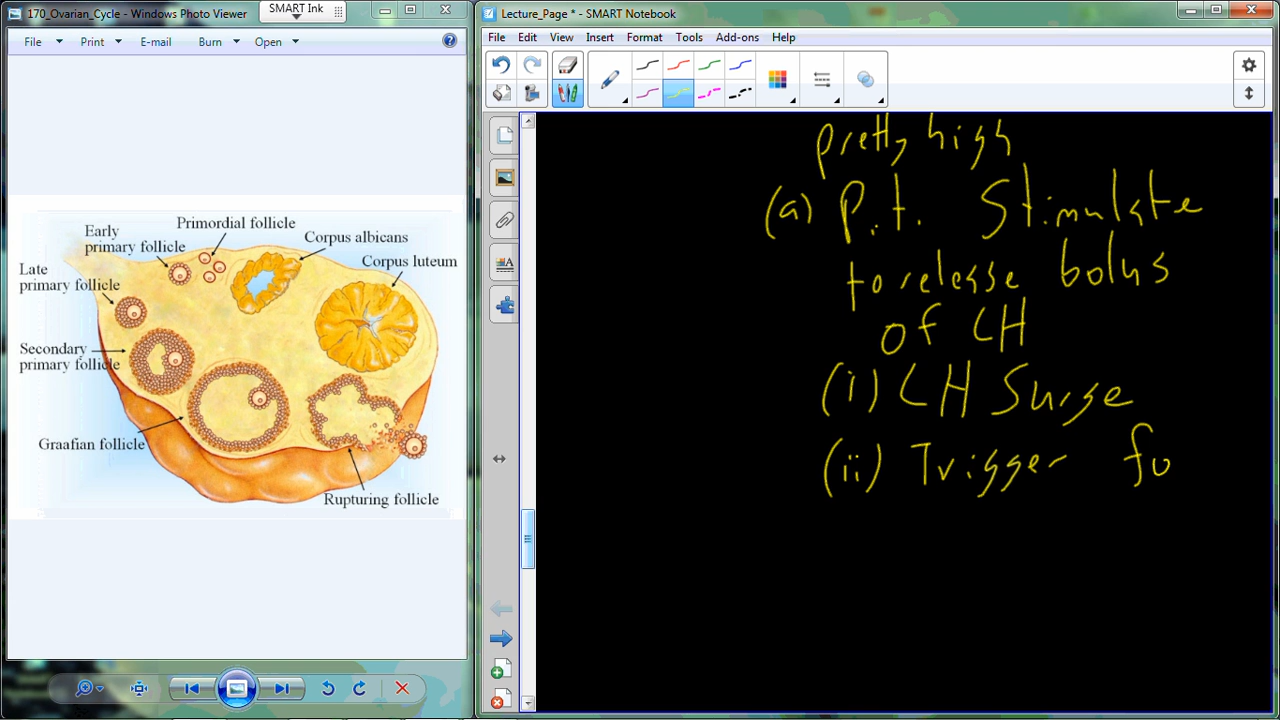 170_Ovarian_Cycle - Windows Photo Viewer
SMART Ink
File Print E-mail Burn Open
Early
primary follicle
Primordial follicle
Corpus albicans
Corpus luteum
Late
primary follicle
Secondary
primary follicle
Graafian follicle
Rupturing follicle
Lecture_Page * - SMART Notebook
File Edit View Insert Format Tools Add-ons Help
pretty high
(a) P.t. Stimulate
to release bolus
of LH
(i) LH Surge
(ii) Trigger fo